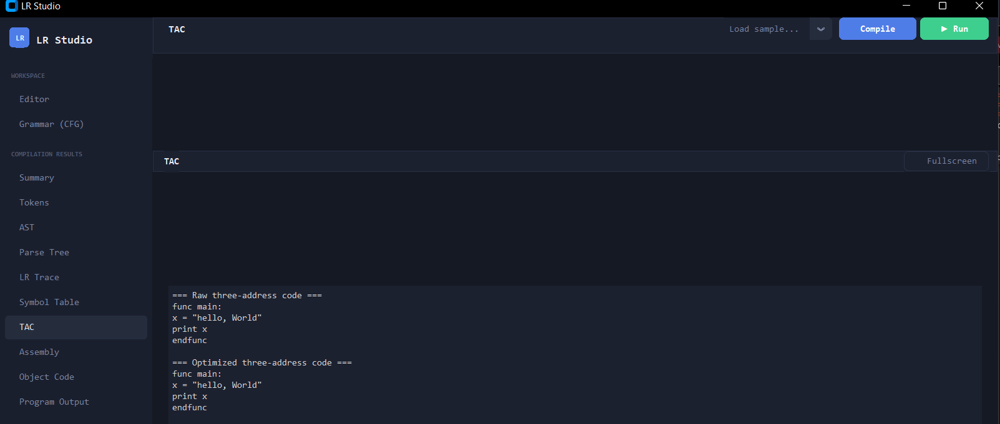 LR Studio
LR
LR Studio
WORKSPACE
Editor
Grammar (CFG)
COMPILATION RESULTS
Summary
Tokens
AST
Parse Tree
LR Trace
Symbol Table
TAC
Assembly
Object Code
Program Output
TAC
Load sample...
Compile
▶ Run
TAC
Fullscreen
=== Raw three-address code ===
func main:
x = "hello, World"
print x
endfunc
=== Optimized three-address code ===
func main:
x = "hello, World"
print x
endfunc